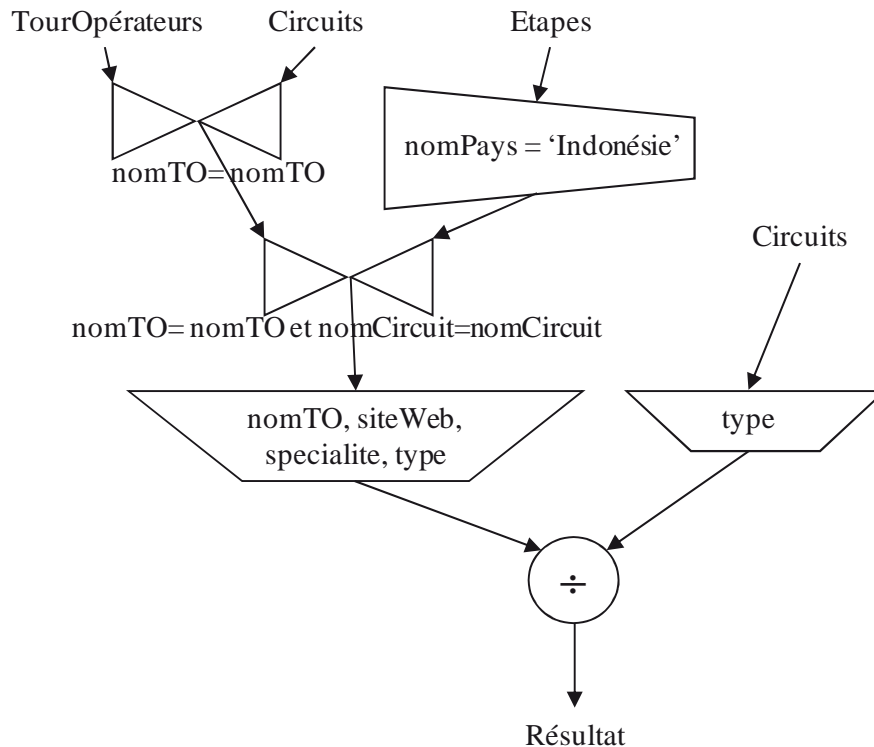 TourOpérateurs Circuits Etapes
nomPays = ‘Indonésie’
nomTO= nomTO
Circuits
nomTO= nomTO et nomCircuit=nomCircuit
nomTO, siteWeb,
specialite, type
type
÷
Résultat